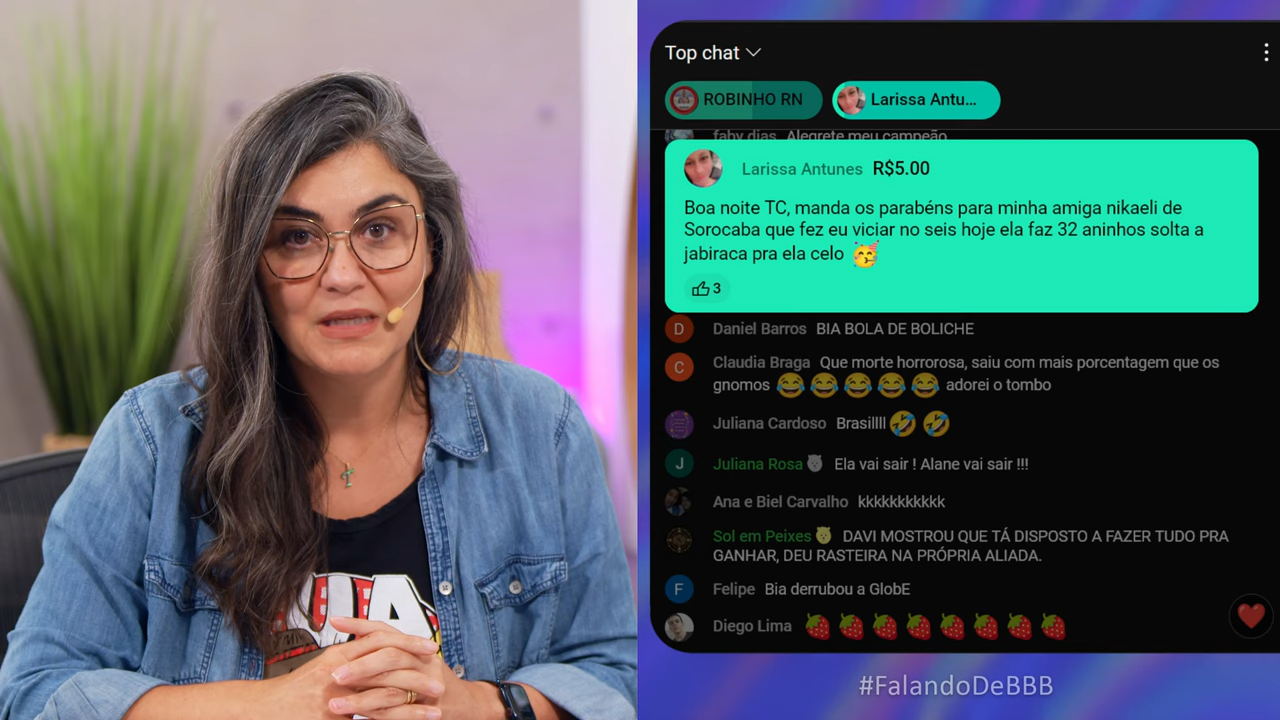 Top chat
ROBINHO RN
Larissa Antu...
faby dias Alegrete meu campeão
Larissa Antunes R$5.00
Boa noite TC, manda os parabéns para minha amiga nikaeli de
Sorocaba que fez eu viciar no seis hoje ela faz 32 aninhos solta a
jabiraca pra ela celo 🥳
3
D Daniel Barros BIA BOLA DE BOLICHE
C Claudia Braga Que morte horrorosa, saiu com mais porcentagem que os
gnomos 😂😂😂😂😂 adorei o tombo
Juliana Cardoso Brasillll🤣🤣
J Juliana Rosa Ela vai sair ! Alane vai sair !!!
Ana e Biel Carvalho kkkkkkkkkkk
Sol em Peixes DAVI MOSTROU QUE TÁ DISPOSTO A FAZER TUDO PRA
GANHAR, DEU RASTEIRA NA PRÓPRIA ALIADA.
F Felipe Bia derrubou a GlobE
Diego Lima 🍓🍓🍓🍓🍓🍓🍓🍓
#FalandoDeBBB